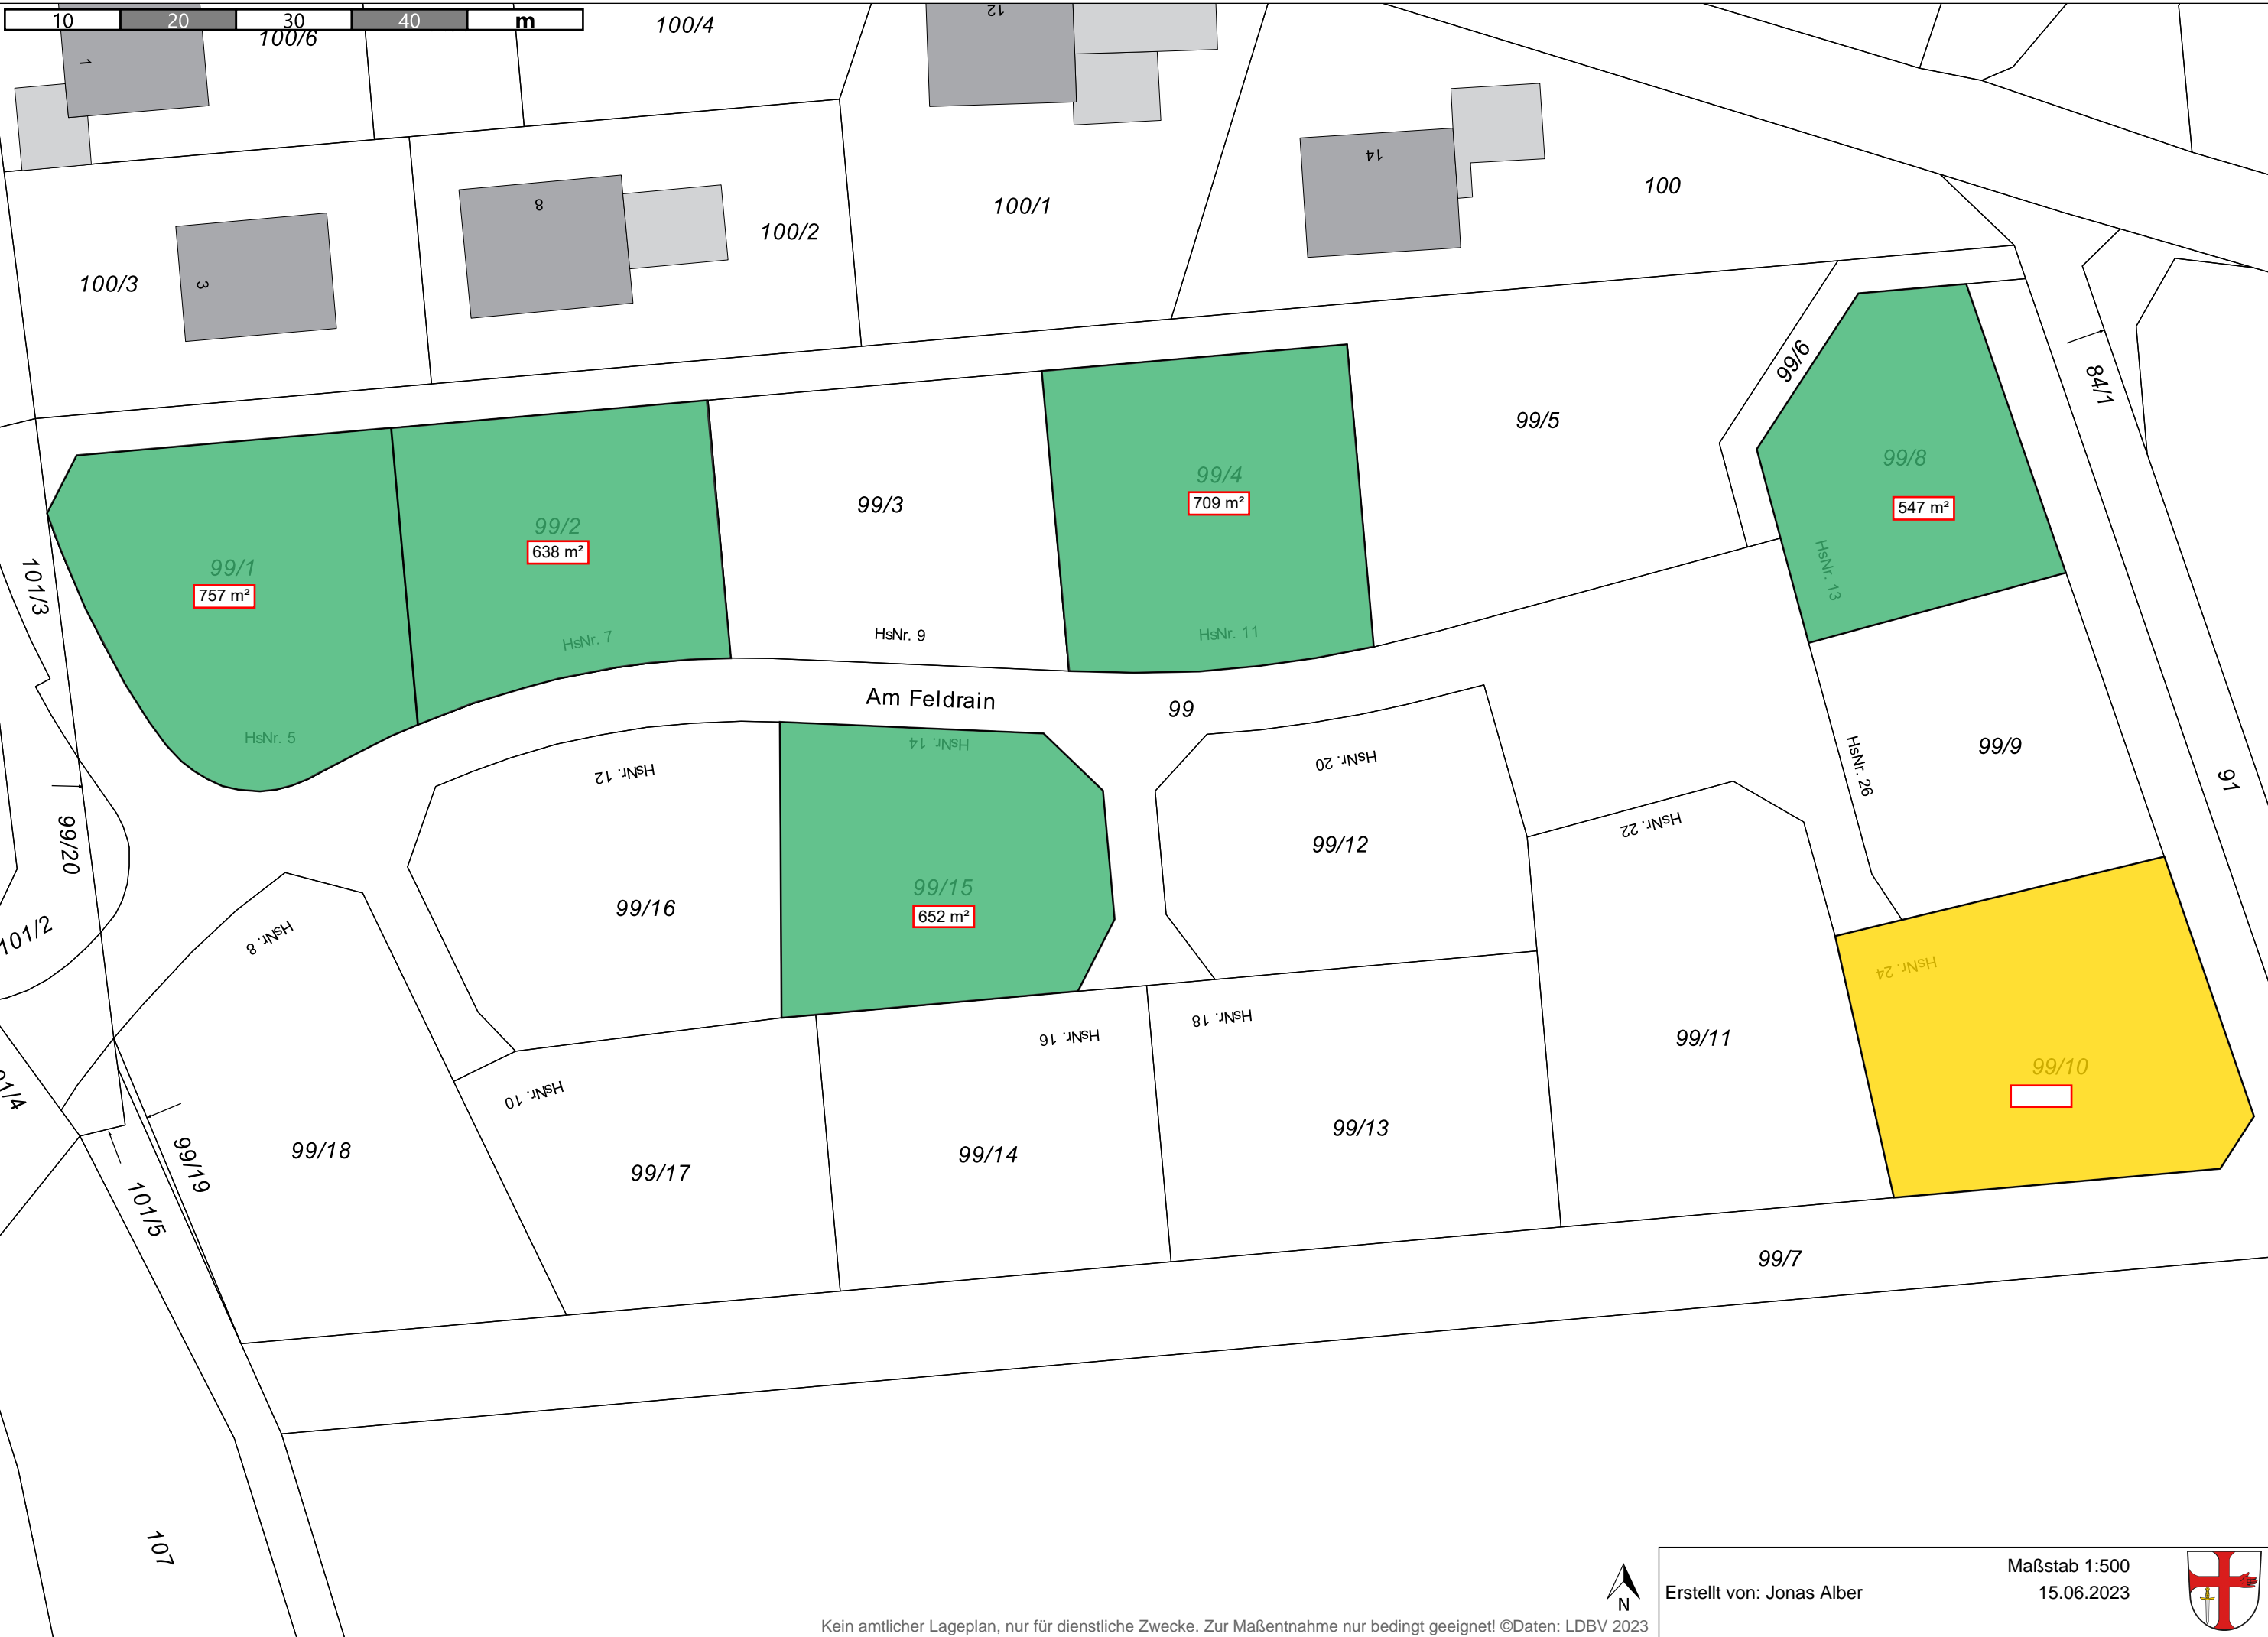 10 20 30 40 m
100/6
100/4
12
1
14
100
8
100/2
100/1
100/3
3
99/6
84/1
99/5
99/8
547 m²
HsNr. 13
99/4
709 m²
HsNr. 11
99/3
HsNr. 9
99/2
638 m²
HsNr. 7
99/1
757 m²
HsNr. 5
101/3
Am Feldrain
99
HsNr. 14
99/15
652 m²
HsNr. 12
99/16
HsNr. 20
99/12
HsNr. 22
99/11
HsNr. 26
99/9
91
99/20
101/2
HsNr. 8
99/18
HsNr. 10
99/17
HsNr. 16
99/14
HsNr. 18
99/13
HsNr. 24
99/10
99/19
101/5
99/7
107
N
Maßstab 1:500
Erstellt von: Jonas Alber
15.06.2023
Kein amtlicher Lageplan, nur für dienstliche Zwecke. Zur Maßentnahme nur bedingt geeignet! ©Daten: LDBV 2023